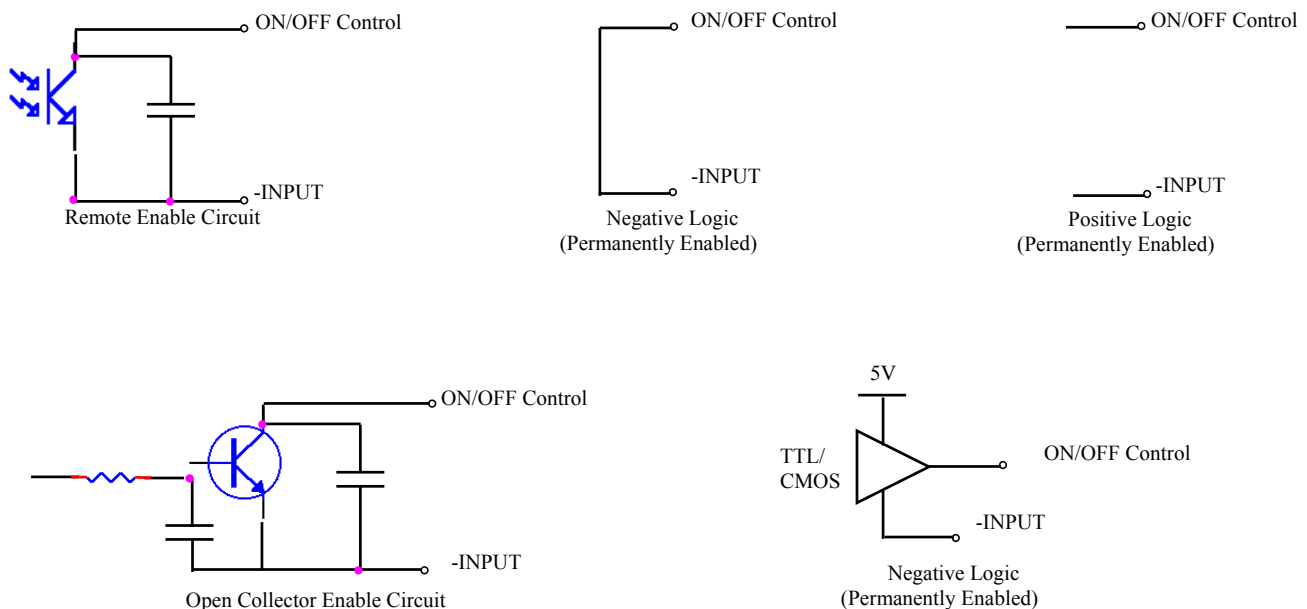 ON/OFF Control
-INPUT
Remote Enable Circuit
ON/OFF Control
-INPUT
Negative Logic
(Permanently Enabled)
ON/OFF Control
-INPUT
Positive Logic
(Permanently Enabled)
ON/OFF Control
-INPUT
Open Collector Enable Circuit
5V
TTL/
CMOS
ON/OFF Control
-INPUT
Negative Logic
(Permanently Enabled)